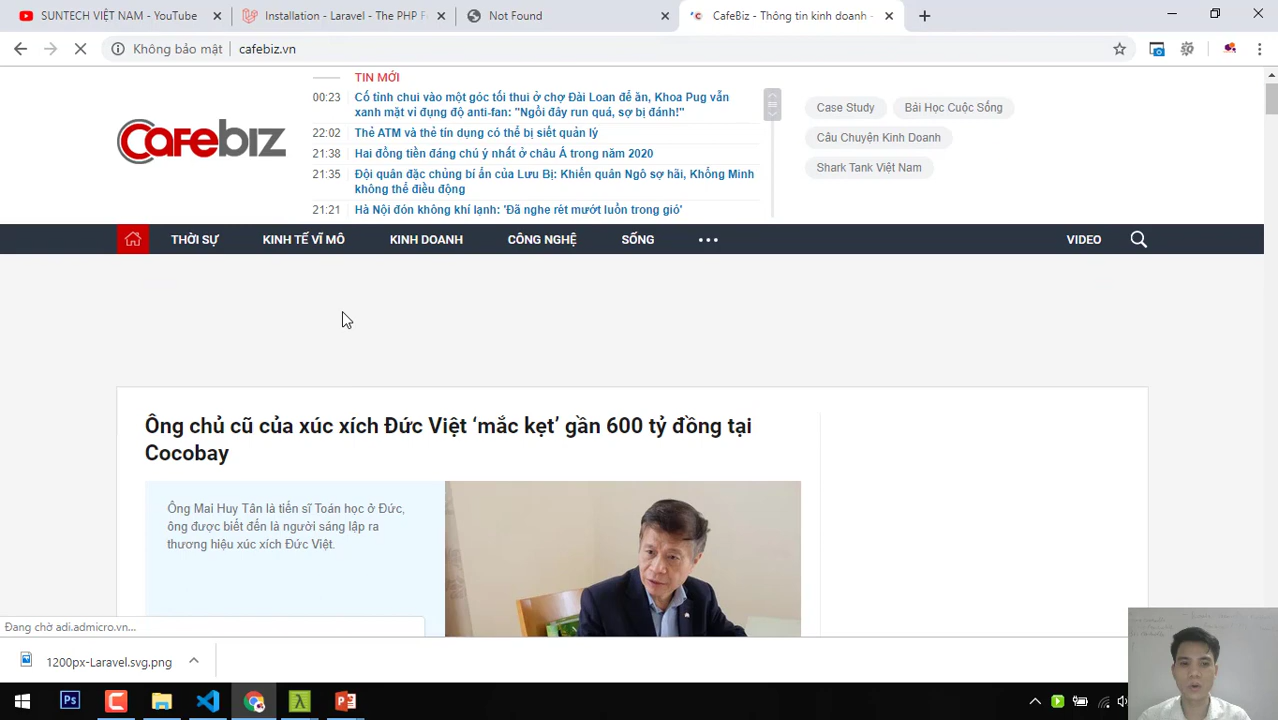 SUNTECH VIỆT NAM - YouTube
Installation - Laravel - The PHP F
Not Found
CafeBiz - Thông tin kinh doanh -
Không bảo mật
cafebiz.vn
TIN MỚI
Cafebiz
00:23 Cố tình chui vào một góc tối thui ở chợ Đài Loan để ăn, Khoa Pug vẫn
xanh mặt ví đụng độ anti-fan: "Ngồi đây run quá, sợ bị đánh!"
22:02 Thẻ ATM và thẻ tín dụng có thể bị siết quản lý
21:38 Hai đồng tiền đáng chú ý nhất ở châu Á trong năm 2020
21:35 Đội quân đặc chủng bí ẩn của Lưu Bị: Khiến quân Ngô sợ hãi, Khổng Minh
không thể điều động
21:21 Hà Nội đón không khí lạnh: 'Đã nghe rét mướt luồn trong gió'
Case Study
Bài Học Cuộc Sống
Câu Chuyện Kinh Doanh
Shark Tank Việt Nam
THỜI SỰ
KINH TẾ VĨ MÔ
KINH DOANH
CÔNG NGHỆ
SỐNG
VIDEO
Ông chủ cũ của xúc xích Đức Việt ‘mắc kẹt’ gần 600 tỷ đồng tại
Cocobay
Ông Mai Huy Tân là tiến sĩ Toán học ở Đức,
ông được biết đến là người sáng lập ra
thương hiệu xúc xích Đức Việt.
Đang chờ adi.admicro.vn...
1200px-Laravel.svg.png
Ps